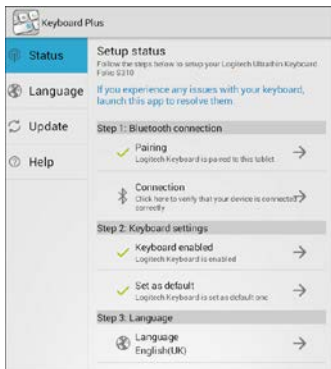 Keyboard Plus
Status
Language
Update
Help
Setup status
Follow the steps below to setup your Logitech Ultrathin Keyboard
Folio S310
If you experience any issues with your keyboard,
launch this app to resolve them.
Step 1: Bluetooth connection
Pairing
Logitech Keyboard is paired to this tablet
Connection
Click here to verify that your device is connected
correctly
Step 2: Keyboard settings
Keyboard enabled
Logitech Keyboard is enabled
Set as default
Logitech Keyboard is set as default one
Step 3: Language
Language
English(UK)